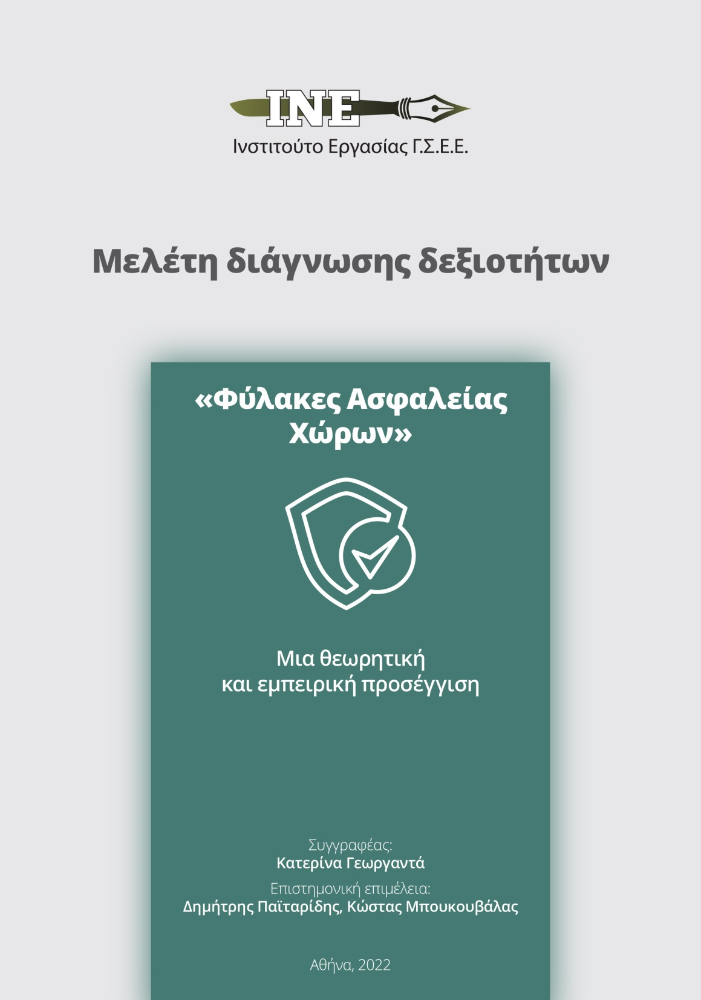 ΙΝΕ
Ινστιτούτο Εργασίας Γ.Σ.Ε.Ε.
Μελέτη διάγνωσης δεξιοτήτων
«Φύλακες Ασφαλείας
Χώρων»
Μια θεωρητική
και εμπειρική προσέγγιση
Συγγραφέας:
Κατερίνα Γεωργαντά
Επιστημονική επιμέλεια:
Δημήτρης Παϊταρίδης, Κώστας Μπουκουβάλας
Αθήνα, 2022